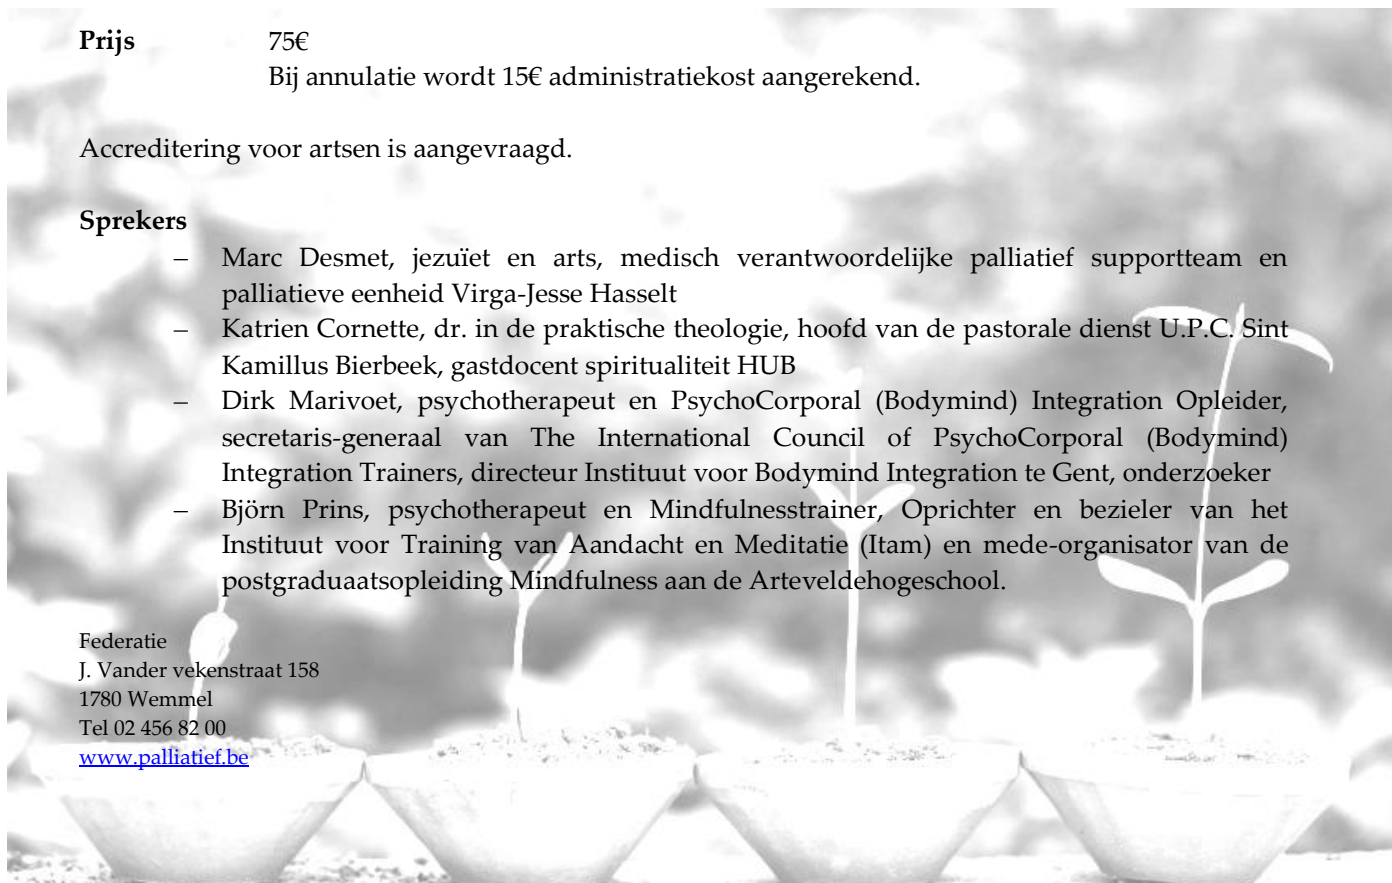 Prijs 75€
Bij annulatie wordt 15€ administratiekost aangerekend.
Accreditering voor artsen is aangevraagd.
Sprekers
– Marc Desmet, jezuïet en arts, medisch verantwoordelijke palliatief supportteam en
palliatieve eenheid Virga-Jesse Hasselt
– Katrien Cornette, dr. in de praktische theologie, hoofd van de pastorale dienst U.P.C. Sint
Kamillus Bierbeek, gastdocent spiritualiteit HUB
– Dirk Marivoet, psychotherapeut en PsychoCorporal (Bodymind) Integration Opleider,
secretaris-generaal van The International Council of PsychoCorporal (Bodymind)
Integration Trainers, directeur Instituut voor Bodymind Integration te Gent, onderzoeker
– Björn Prins, psychotherapeut en Mindfulnesstrainer, Oprichter en bezieler van het
Instituut voor Training van Aandacht en Meditatie (Itam) en mede-organisator van de
postgraduaatsopleiding Mindfulness aan de Arteveldehogeschool.
Federatie
J. Vander vekenstraat 158
1780 Wemmel
Tel 02 456 82 00
www.palliatief.be